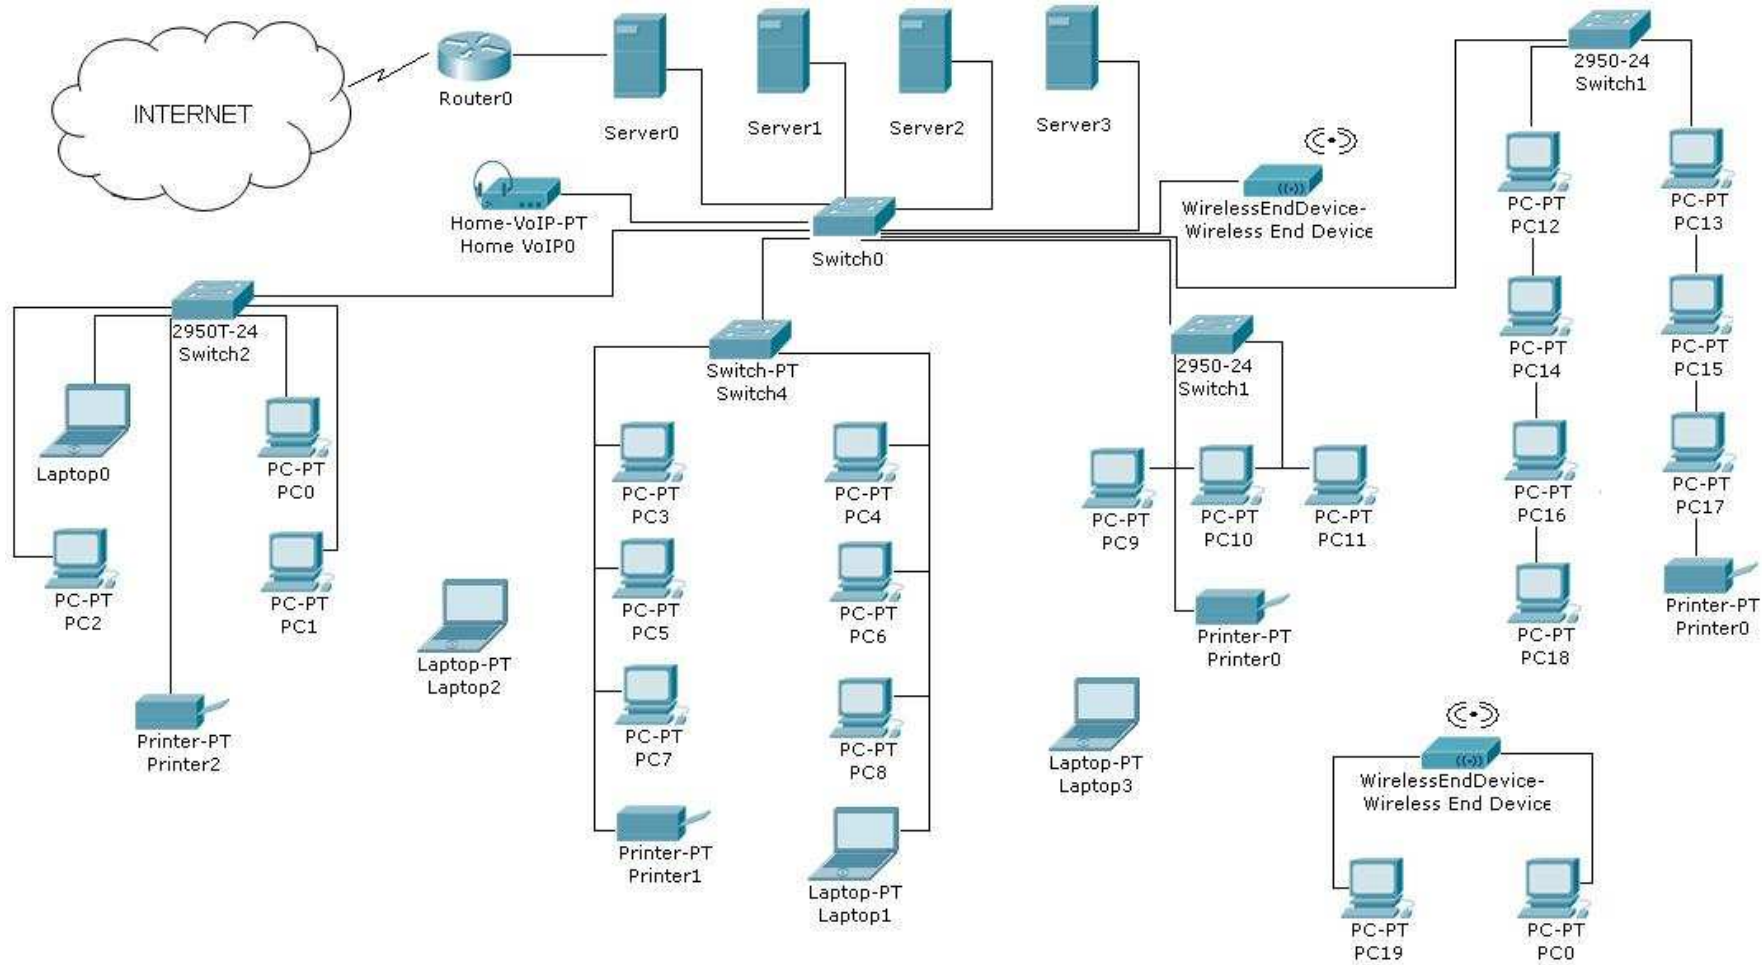 INTERNET
Router0
Server0
Server1
Server2
Server3
2950-24
Switch1
Home-VoIP-PT
Home VoIP0
Switch0
WirelessEndDevice-
Wireless End Device
PC-PT
PC12
PC-PT
PC13
2950T-24
Switch2
Switch-PT
Switch4
2950-24
Switch1
PC-PT
PC14
PC-PT
PC15
Laptop0
PC-PT
PC0
PC-PT
PC3
PC-PT
PC4
PC-PT
PC9
PC-PT
PC10
PC-PT
PC11
PC-PT
PC16
PC-PT
PC17
PC-PT
PC2
PC-PT
PC1
Laptop-PT
Laptop2
PC-PT
PC5
PC-PT
PC6
Printer-PT
Printer0
PC-PT
PC18
Printer-PT
Printer0
Printer-PT
Printer2
PC-PT
PC7
PC-PT
PC8
Laptop-PT
Laptop3
WirelessEndDevice-
Wireless End Device
Printer-PT
Printer1
Laptop-PT
Laptop1
PC-PT
PC19
PC-PT
PC0